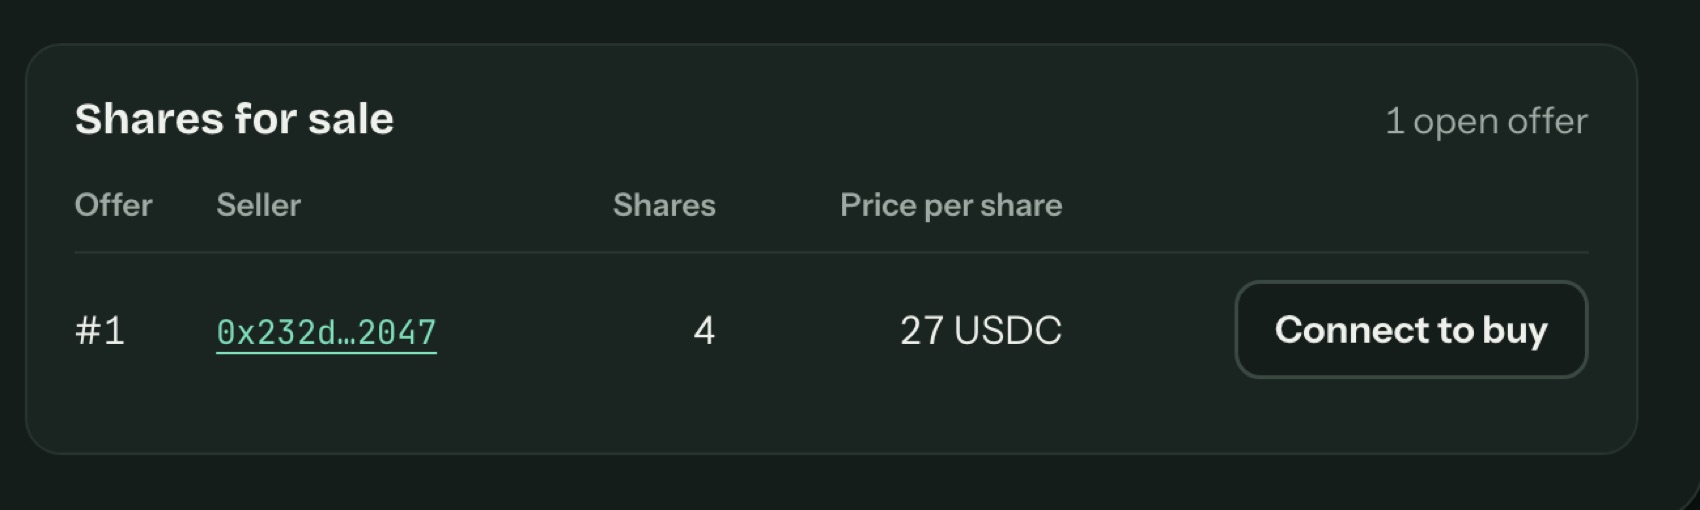 Shares for sale 1 open offer
Offer Seller Shares Price per share
#1 0x232d…2047 4 27 USDC Connect to buy